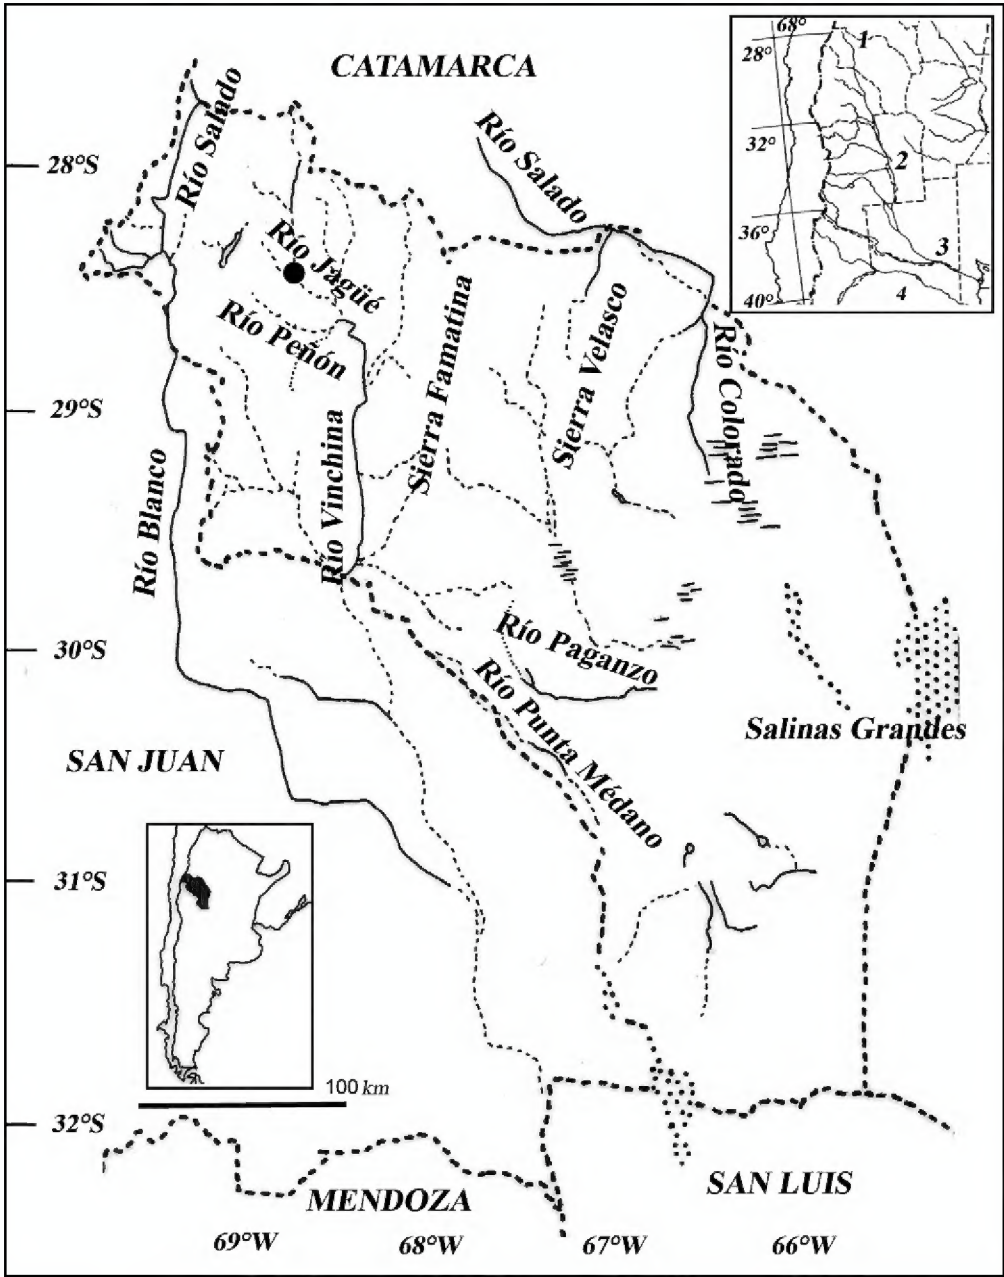 CATAMARCA
68°
1
28°
32°
2
36°
3
40°
4
28°S
Río Salado
Río Salado
Río Jagüé
Río Peñón
Sierra Famatina
Sierra Velasco
Río Colorado
29°S
Río Blanco
Río Vinchina
30°S
Río Paganzo
Río Punta Médano
Salinas Grandes
SAN JUAN
31°S
100 km
32°S
MENDOZA
SAN LUIS
69°W
68°W
67°W
66°W